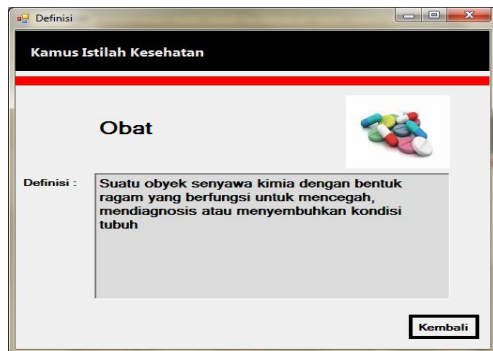 Definisi
Kamus Istilah Kesehatan
Obat
Definisi :
Suatu obyek senyawa kimia dengan bentuk
ragam yang berfungsi untuk mencegah,
mendiagnosis atau menyembuhkan kondisi
tubuh
Kembali